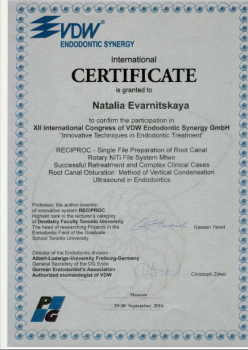 VDW®
ENDODONTIC SYNERGY
International
CERTIFICATE
is granted to
Natalia Evarnitskaya
to confirm the participation in
XII International Congress of VDW Endodontic Synergy GmbH
"Innovative Techniques in Endodontic Treatment"
RECIPROC - Single File Preparation of Root Canal
Rotary NiTi File System Mtwo
Successful Retreatment and Complex Clinical Cases
Root Canal Obturation: Method of Vertical Condensation
Ultrasound in Endodontics
Professor, the author-inventor
of innovative system RECIPROC
Highest rank in the lecturer's category
of Dentistry Faculty Toronto University
The head of researching Projects in the
Endodontic Field of the Graduate
School Toronto University
Gassan Yared
Director of the Endodontic division
Albert-Ludwigs-University Freiburg-Germany
General Secretary of the DG Endo
German Endodontist's Association
Authorized stomatologist of VDW
Christoph Zirkel
Moscow
29-30 September 2016